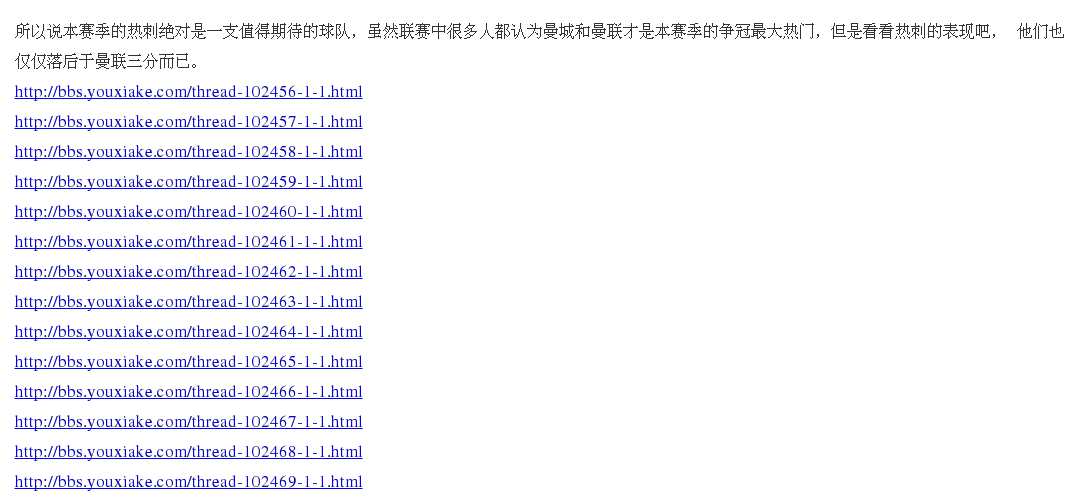 所以说本赛季的热刺绝对是一支值得期待的球队，虽然联赛中很多人都认为曼城和曼联才是本赛季的争冠最大热门，但是看看热刺的表现吧， 他们也
仅仅落后于曼联三分而已。
http://bbs.youxiake.com/thread-102456-1-1.html
http://bbs.youxiake.com/thread-102457-1-1.html
http://bbs.youxiake.com/thread-102458-1-1.html
http://bbs.youxiake.com/thread-102459-1-1.html
http://bbs.youxiake.com/thread-102460-1-1.html
http://bbs.youxiake.com/thread-102461-1-1.html
http://bbs.youxiake.com/thread-102462-1-1.html
http://bbs.youxiake.com/thread-102463-1-1.html
http://bbs.youxiake.com/thread-102464-1-1.html
http://bbs.youxiake.com/thread-102465-1-1.html
http://bbs.youxiake.com/thread-102466-1-1.html
http://bbs.youxiake.com/thread-102467-1-1.html
http://bbs.youxiake.com/thread-102468-1-1.html
http://bbs.youxiake.com/thread-102469-1-1.html